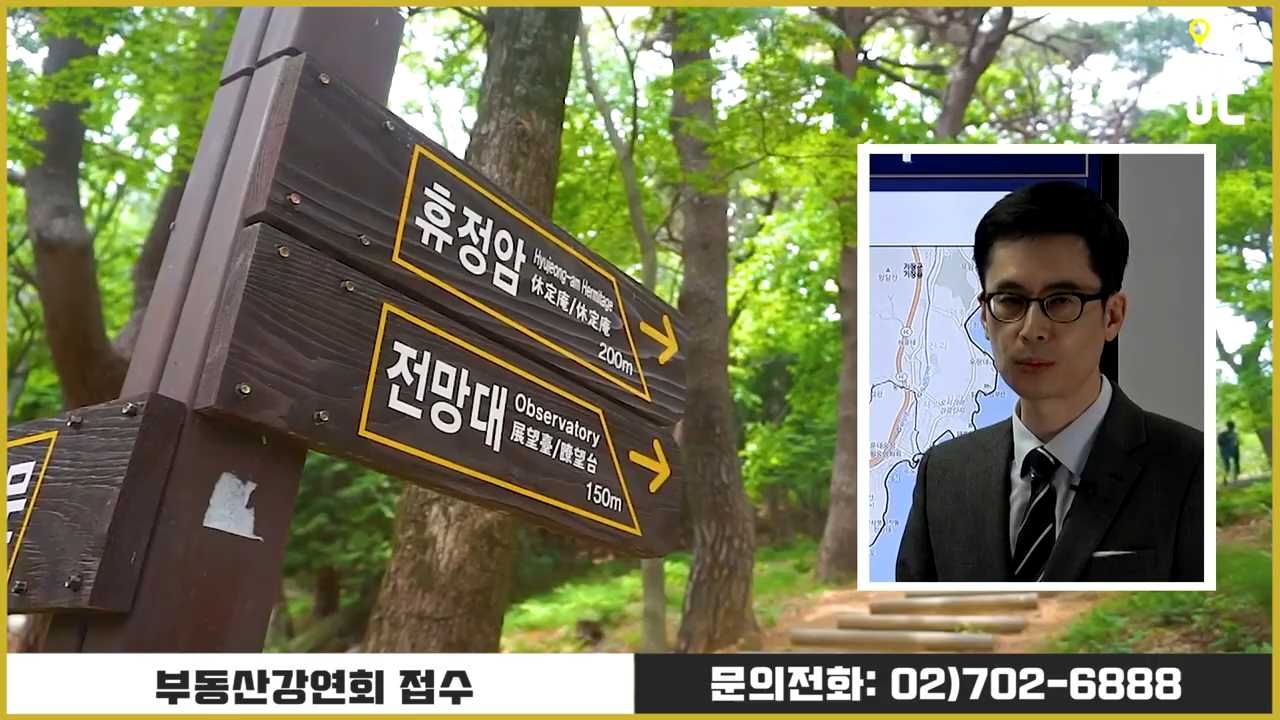 휴정암
Hyujeong-am Hermitage
休定庵/休定庵
200m
전망대
Observatory
展望臺/瞭望台
150m
부동산강연회 접수
문의전화: 02)702-6888